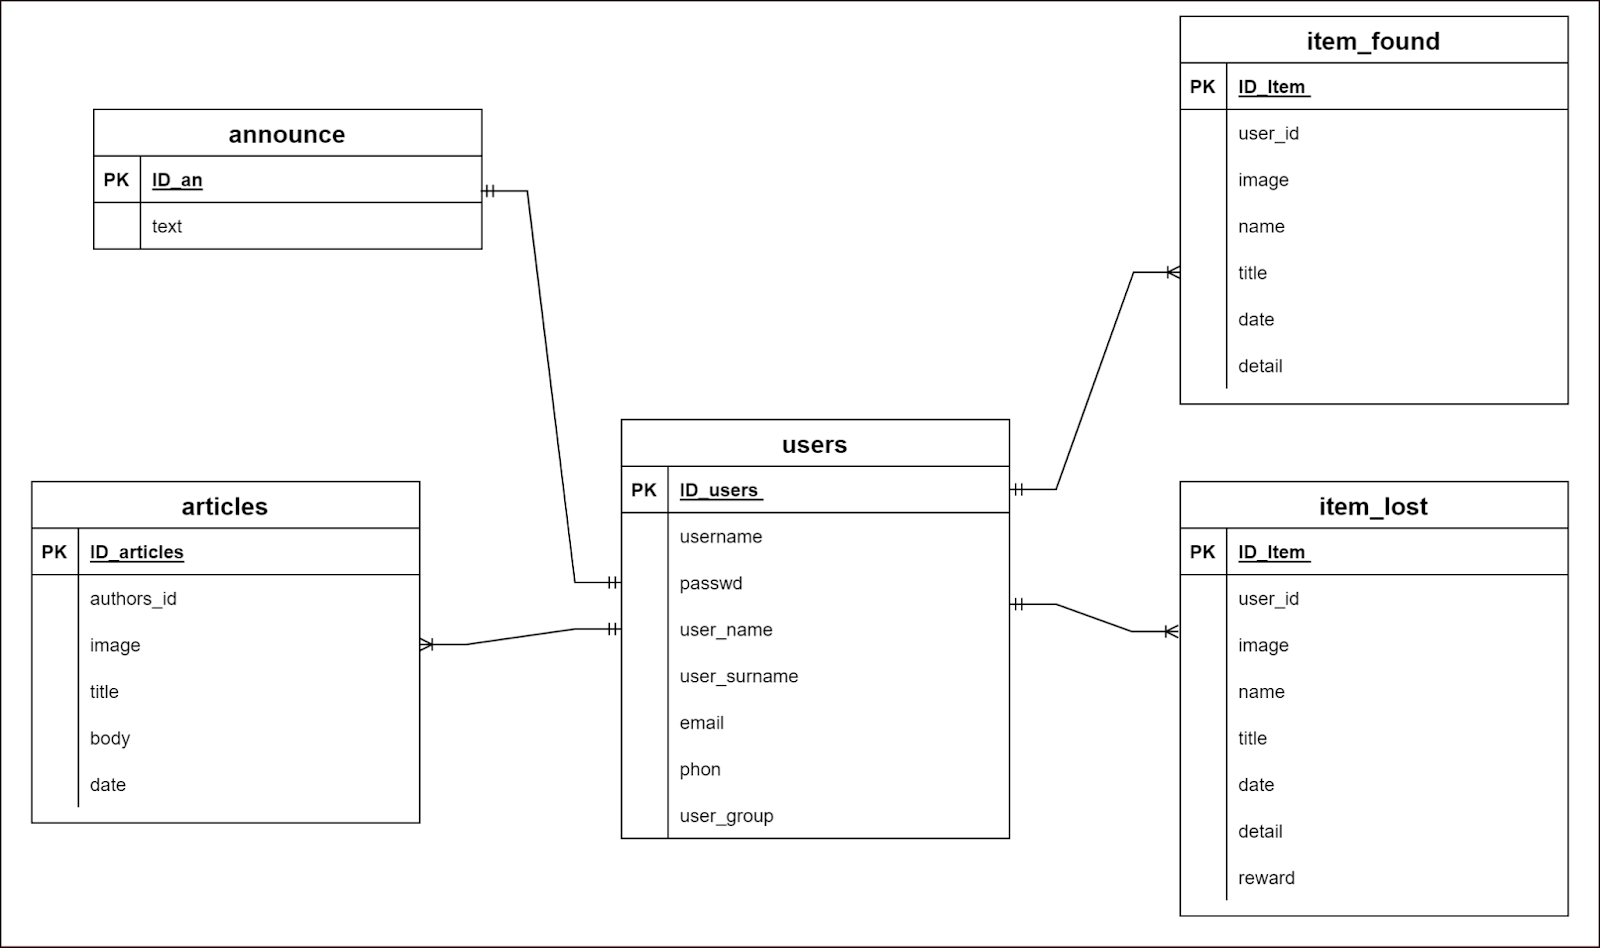 announce
PK ID_an
text
articles
PK ID_articles
authors_id
image
title
body
date
users
PK ID_users
username
passwd
user_name
user_surname
email
phon
user_group
item_found
PK ID_Item
user_id
image
name
title
date
detail
item_lost
PK ID_Item
user_id
image
name
title
date
detail
reward